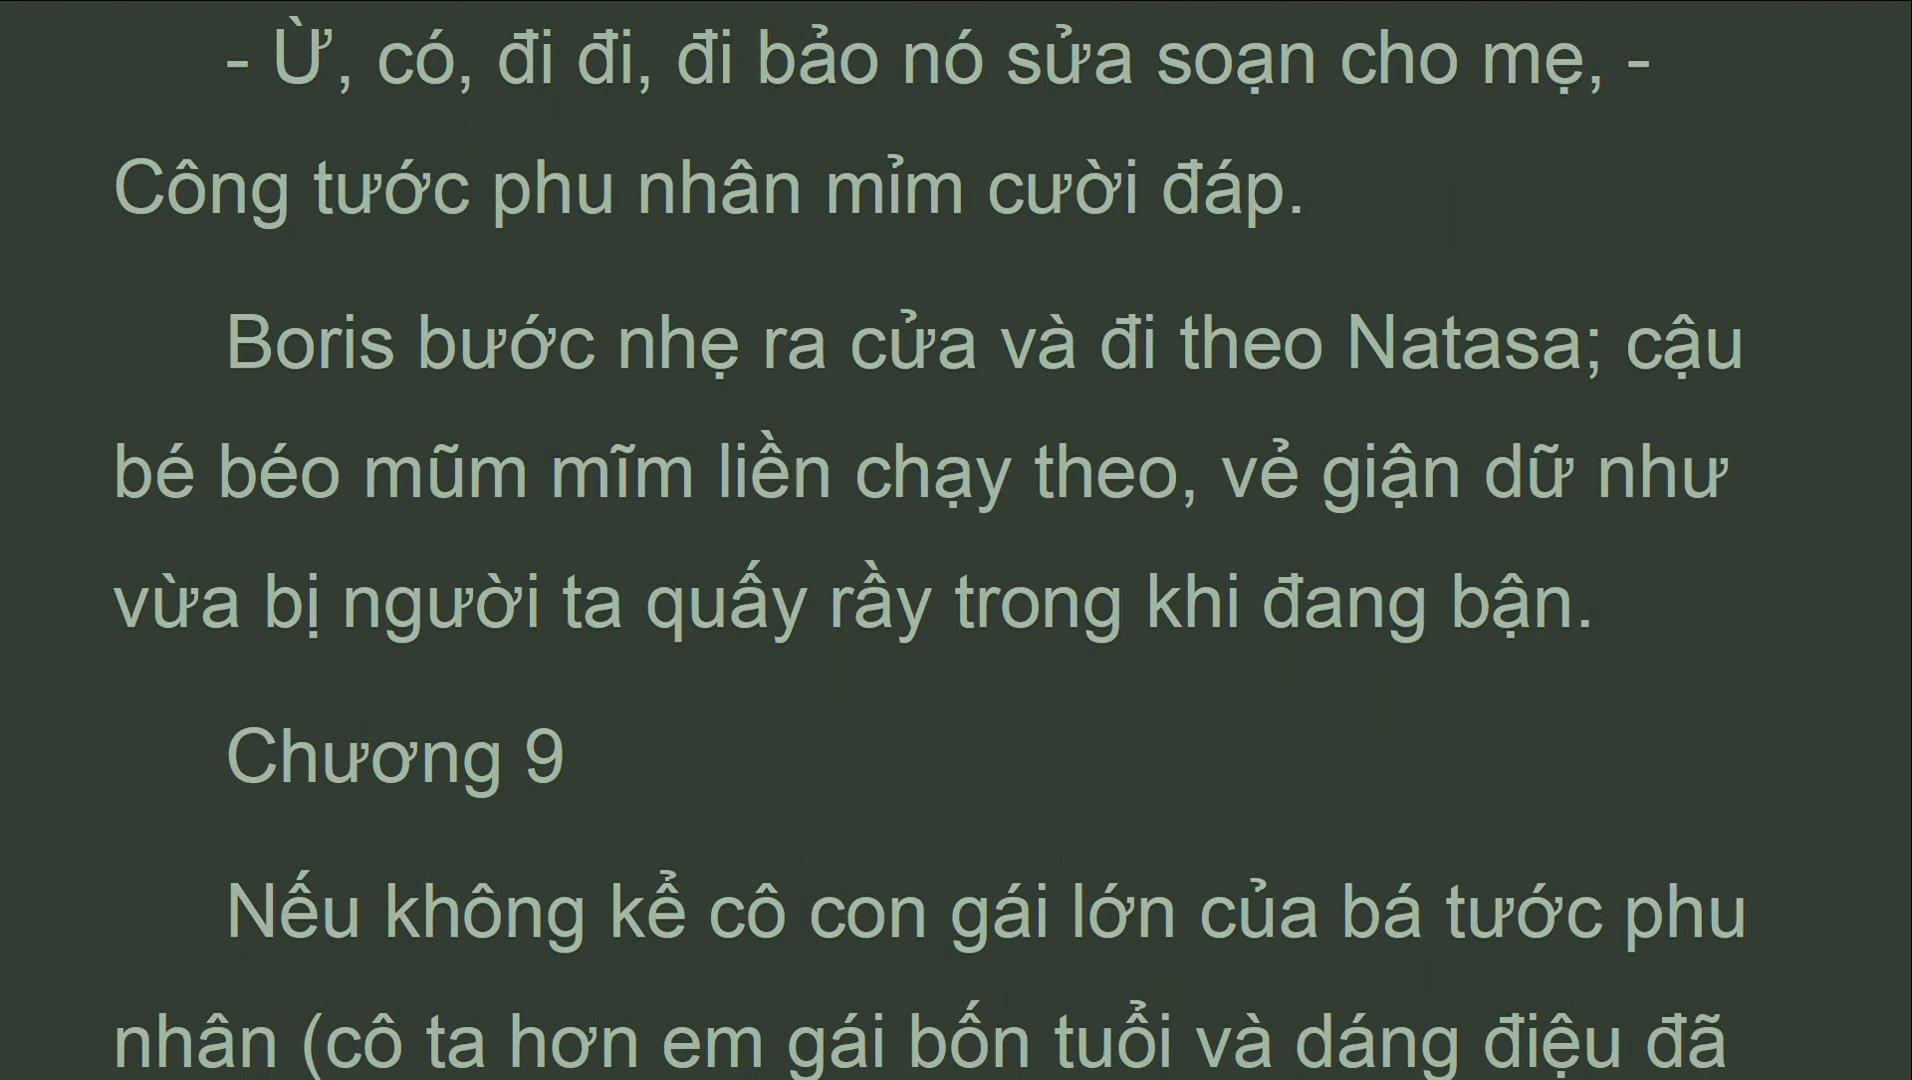 - Ừ, có, đi đi, đi bảo nó sửa soạn cho mẹ, -
Công tước phu nhân mỉm cười đáp.
Boris bước nhẹ ra cửa và đi theo Natasa; cậu
bé béo mũm mĩm liền chạy theo, vẻ giận dữ như
vừa bị người ta quấy rầy trong khi đang bận.
Chương 9
Nếu không kể cô con gái lớn của bá tước phu
nhân (cô ta hơn em gái bốn tuổi và dáng điệu đã